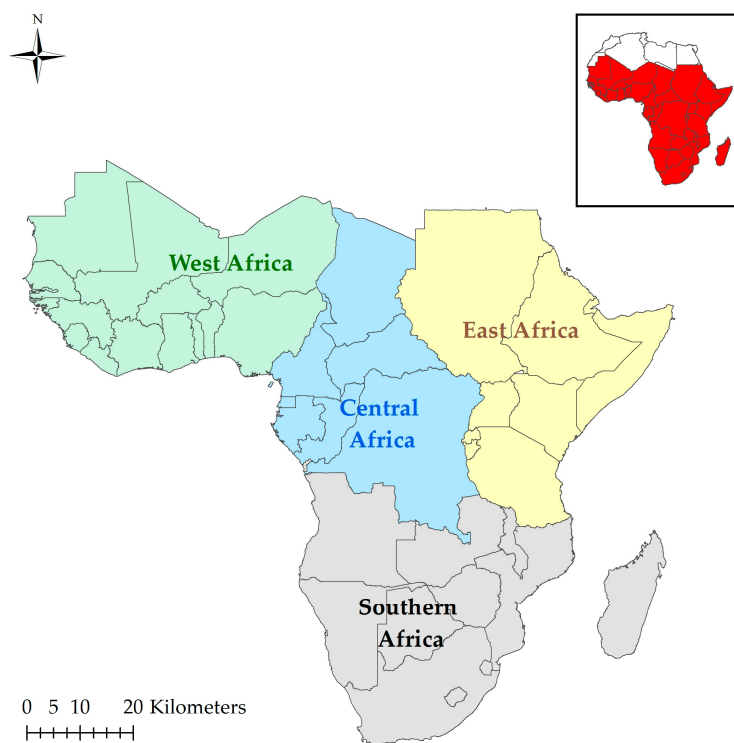 N
West Africa
East Africa
Central
Africa
Southern
Africa
0 5 10 20 Kilometers